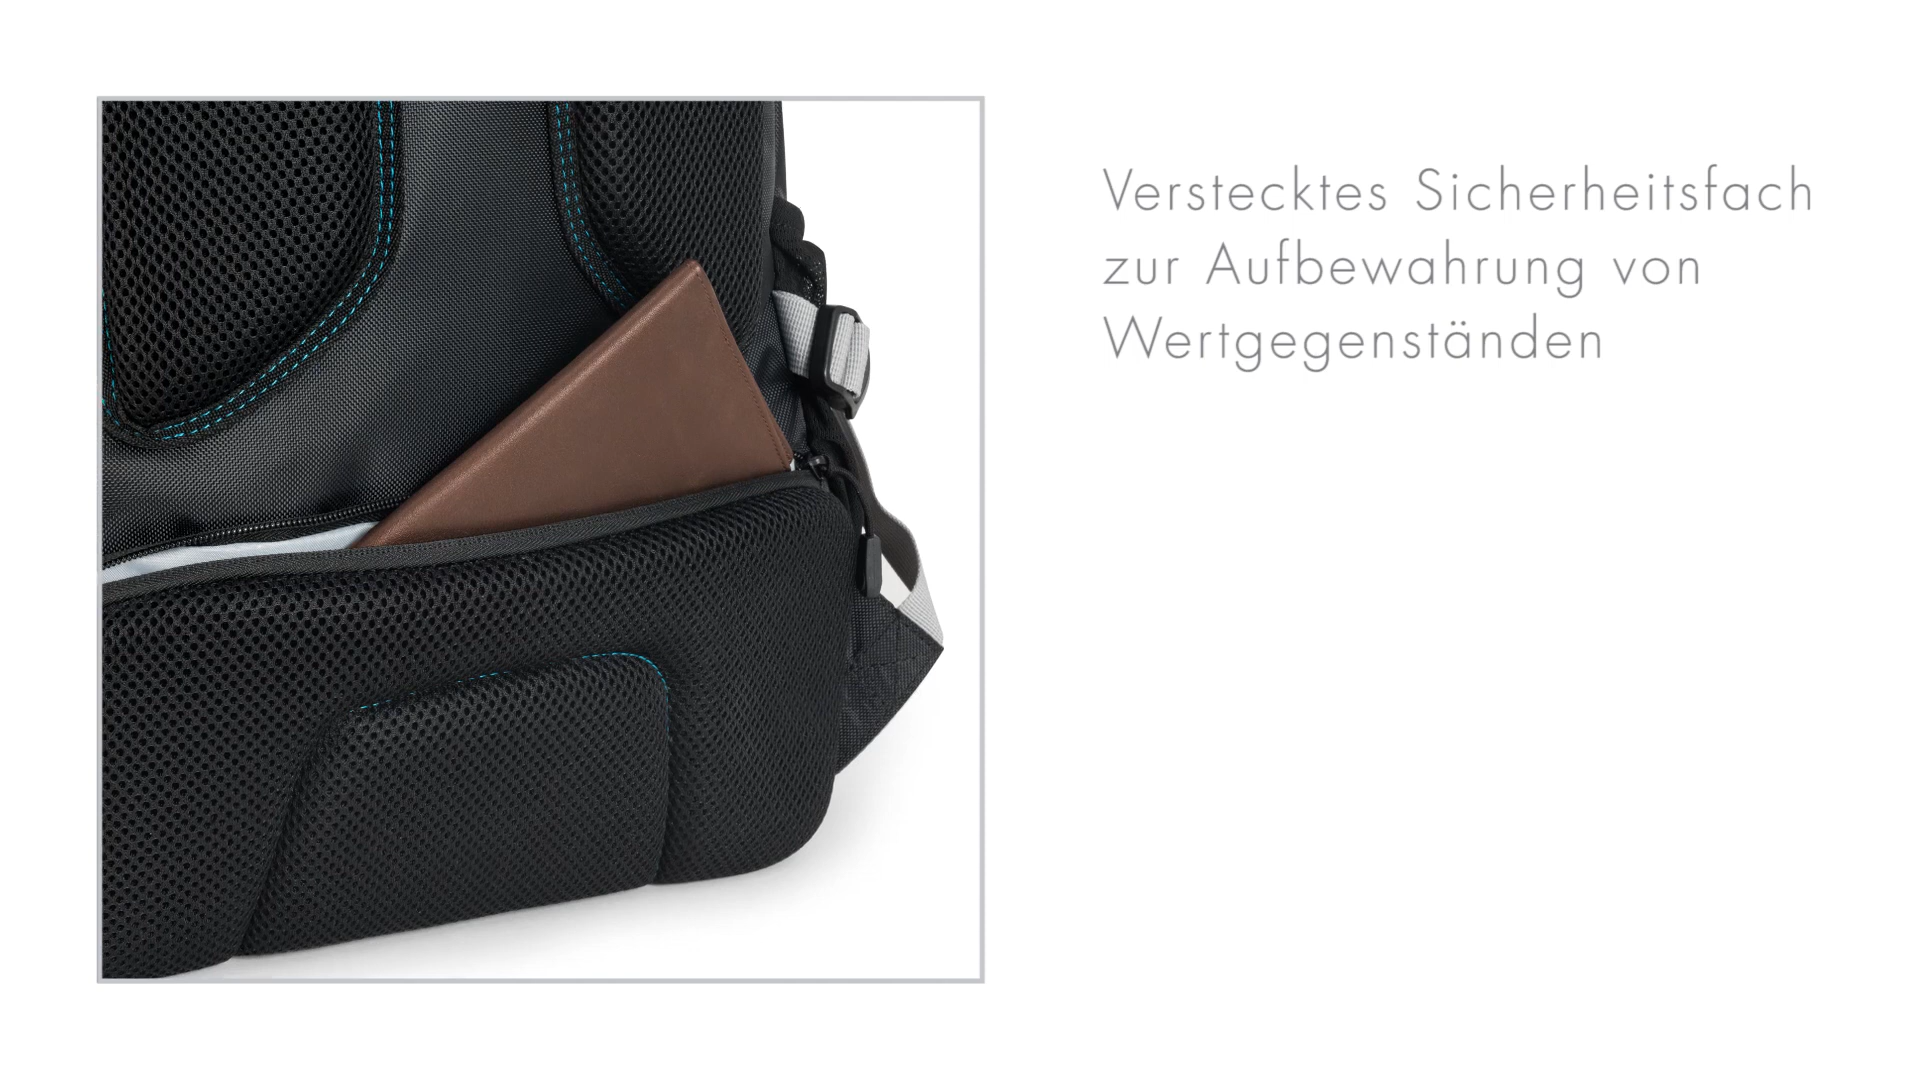 Verstecktes Sicherheitsfach
zur Aufbewahrung von
Wertgegenständen